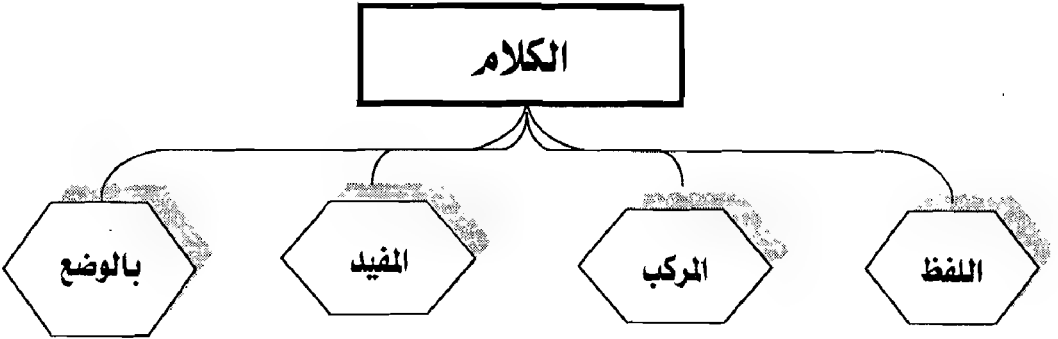 الكلام
اللفظ
المركب
المفيد
بالوضع